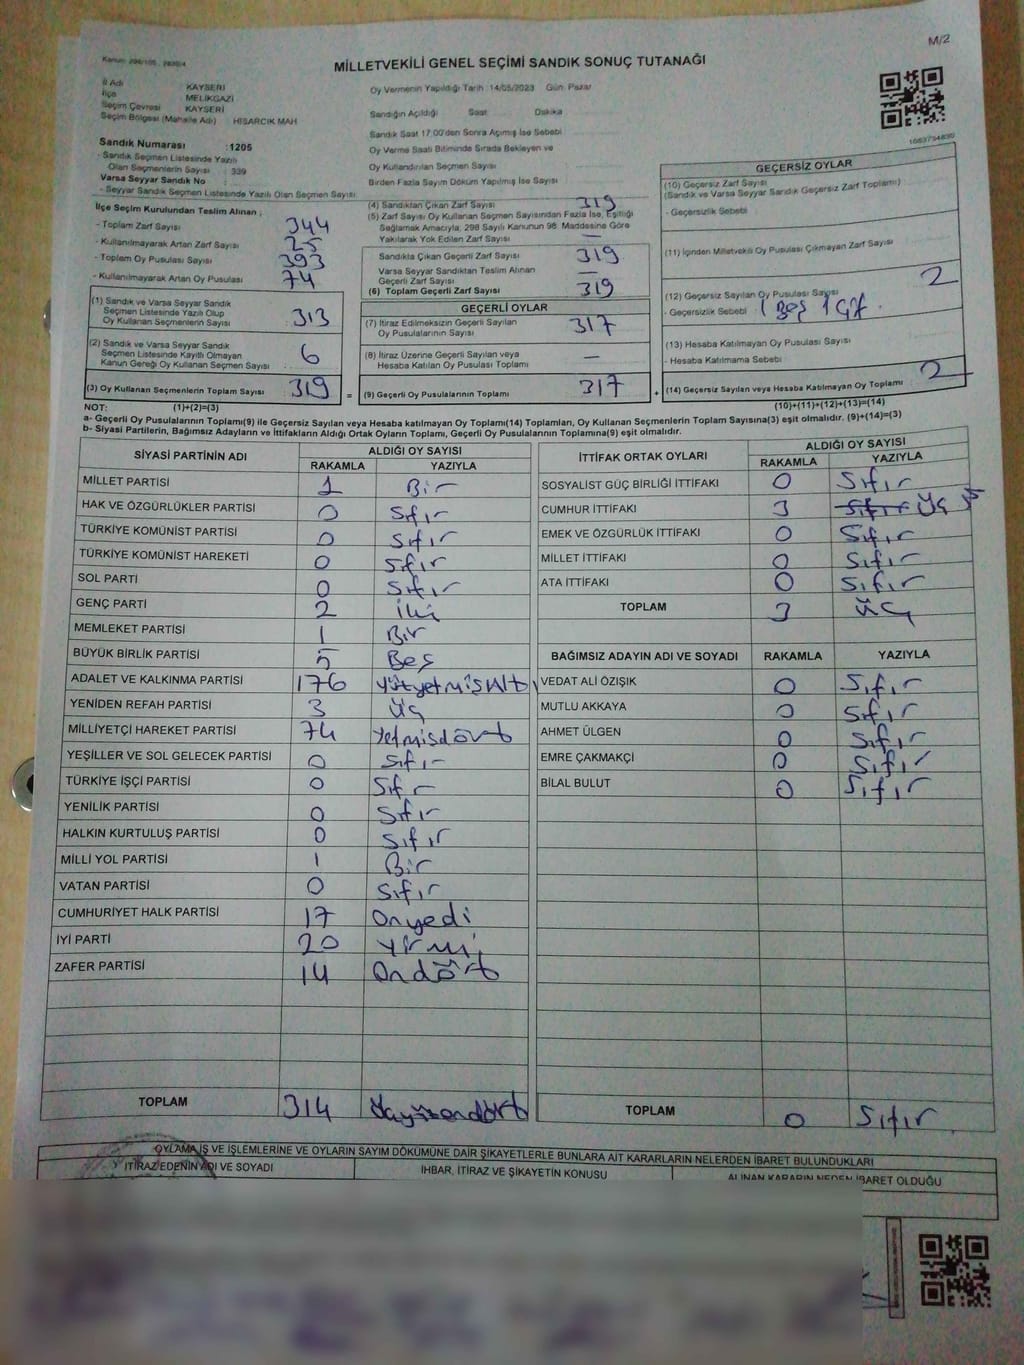 M/2
Kanun: 298/105, 2839/4
MİLLETVEKİLİ GENEL SEÇİMİ SANDIK SONUÇ TUTANAĞI
İl Adı KAYSERİ
İlçe MELİKGAZİ
Seçim Çevresi KAYSERİ
Seçim Bölgesi (Mahalle Adı) HİSARCIK MAH
Sandık Numarası :1205
- Sandık Seçmen Listesinde Yazılı
Olan Seçmenlerin Sayısı : 339
Varsa Seyyar Sandık No :
- Seyyar Sandık Seçmen Listesinde Yazılı Olan Seçmen Sayısı
Oy Vermenin Yapıldığı Tarih :14/05/2023 Gün: Pazar
Sandığın Açıldığı Saat Dakika
Sandık Saat 17:00'den Sonra Açılmış İse Sebebi
Oy Verme Saati Bitiminde Sırada Bekleyen ve
Oy Kullandırılan Seçmen Sayısı
Birden Fazla Sayım Döküm Yapılmış İse Sayısı
İlçe Seçim Kurulundan Teslim Alınan ;
- Toplam Zarf Sayısı 344
- Kullanılmayarak Artan Zarf Sayısı 25
- Toplam Oy Pusulası Sayısı 393
- Kullanılmayarak Artan Oy Pusulası 74
(1) Sandık ve Varsa Seyyar Sandık
Seçmen Listesinde Yazılı Olup
Oy Kullanan Seçmenlerin Sayısı 313
(2) Sandık ve Varsa Seyyar Sandık
Seçmen Listesinde Kayıtlı Olmayan
Kanun Gereği Oy Kullanan Seçmen Sayısı 6
(3) Oy Kullanan Seçmenlerin Toplam Sayısı 319 =
(4) Sandıktan Çıkan Zarf Sayısı 319
(5) Zarf Sayısı Oy Kullanan Seçmen Sayısından Fazla İse, Eşitliği
Sağlamak Amacıyla, 298 Sayılı Kanunun 98. Maddesine Göre
Yakılarak Yok Edilen Zarf Sayısı —
Sandıkta Çıkan Geçerli Zarf Sayısı 319
Varsa Seyyar Sandıktan Teslim Alınan
Geçerli Zarf Sayısı —
(6) Toplam Geçerli Zarf Sayısı 319
GEÇERLİ OYLAR
(7) İtiraz Edilmeksizin Geçerli Sayılan
Oy Pusulalarının Sayısı 317
(8) İtiraz Üzerine Geçerli Sayılan veya
Hesaba Katılan Oy Pusulası Toplamı —
(9) Geçerli Oy Pusulalarının Toplamı 317 +
GEÇERSİZ OYLAR
(10) Geçersiz Zarf Sayısı
(Sandık ve Varsa Seyyar Sandık Geçersiz Zarf Toplamı)
- Geçersizlik Sebebi :
(11) İçinden Milletvekili Oy Pusulası Çıkmayan Zarf Sayısı
(12) Geçersiz Sayılan Oy Pusulası Sayısı 2
- Geçersizlik Sebebi 1 Boş 1 Çift
(13) Hesaba Katılmayan Oy Pusulası Sayısı
- Hesaba Katılmama Sebebi
(14) Geçersiz Sayılan veya Hesaba Katılmayan Oy Toplamı 2
NOT: (1)+(2)=(3)
(10)+(11)+(12)+(13)=(14)
a- Geçerli Oy Pusulaları Toplamı(9) ile Geçersiz Sayılan veya Hesaba katılmayan Oy Toplamı(14) Toplamları, Oy Kullanan Seçmenlerin Toplam Sayısına(3) eşit olmalıdır. (9)+(14)=(3)
b- Siyasi Partilerin, Bağımsız Adayların ve İttifakların Aldığı Ortak Oyların Toplamı, Geçerli Oy Pusulalarının Toplamına(9) eşit olmalıdır.
SİYASİ PARTİNİN ADI ALDIĞI OY SAYISI
RAKAMLA YAZIYLA
MİLLET PARTİSİ 1 Bir
HAK VE ÖZGÜRLÜKLER PARTİSİ 0 Sıfır
TÜRKİYE KOMÜNİST PARTİSİ 0 Sıfır
TÜRKİYE KOMÜNİST HAREKETİ 0 Sıfır
SOL PARTİ 0 Sıfır
GENÇ PARTİ 2 İki
MEMLEKET PARTİSİ 1 Bir
BÜYÜK BİRLİK PARTİSİ 5 Beş
ADALET VE KALKINMA PARTİSİ 176 Yüzyetmişaltı
YENİDEN REFAH PARTİSİ 3 Üç
MİLLİYETÇİ HAREKET PARTİSİ 74 Yetmişdört
YEŞİLLER VE SOL GELECEK PARTİSİ 0 Sıfır
TÜRKİYE İŞÇİ PARTİSİ 0 Sıfır
YENİLİK PARTİSİ 0 Sıfır
HALKIN KURTULUŞ PARTİSİ 0 Sıfır
MİLLİ YOL PARTİSİ 1 Bir
VATAN PARTİSİ 0 Sıfır
CUMHURİYET HALK PARTİSİ 17 Onyedi
İYİ PARTİ 20 Yirmi
ZAFER PARTİSİ 14 Ondört
TOPLAM 314
İTTİFAK ORTAK OYLARI ALDIĞI OY SAYISI
RAKAMLA YAZIYLA
SOSYALİST GÜÇ BİRLİĞİ İTTİFAKI 0 Sıfır
CUMHUR İTTİFAKI 3 Sıfır Üç
EMEK VE ÖZGÜRLÜK İTTİFAKI 0 Sıfır
MİLLET İTTİFAKI 0 Sıfır
ATA İTTİFAKI 0 Sıfır
TOPLAM 3 Üç
BAĞIMSIZ ADAYIN ADI VE SOYADI RAKAMLA YAZIYLA
VEDAT ALİ ÖZIŞIK 0 Sıfır
MUTLU AKKAYA 0 Sıfır
AHMET ÜLGEN 0 Sıfır
EMRE ÇAKMAKÇİ 0 Sıfır
BİLAL BULUT 0 Sıfır
TOPLAM 0 Sıfır
OYLAMA İŞ VE İŞLEMLERİNE VE OYLARIN SAYIM DÖKÜMÜNE DAİR ŞİKAYETLERLE BUNLARA AİT KARARLARIN NELERDEN İBARET BULUNDUKLARI
İTİRAZ EDENİN ADI VE SOYADI İHBAR, İTİRAZ VE ŞİKAYETİN KONUSU ALINAN KARARIN NEDEN İBARET OLDUĞU